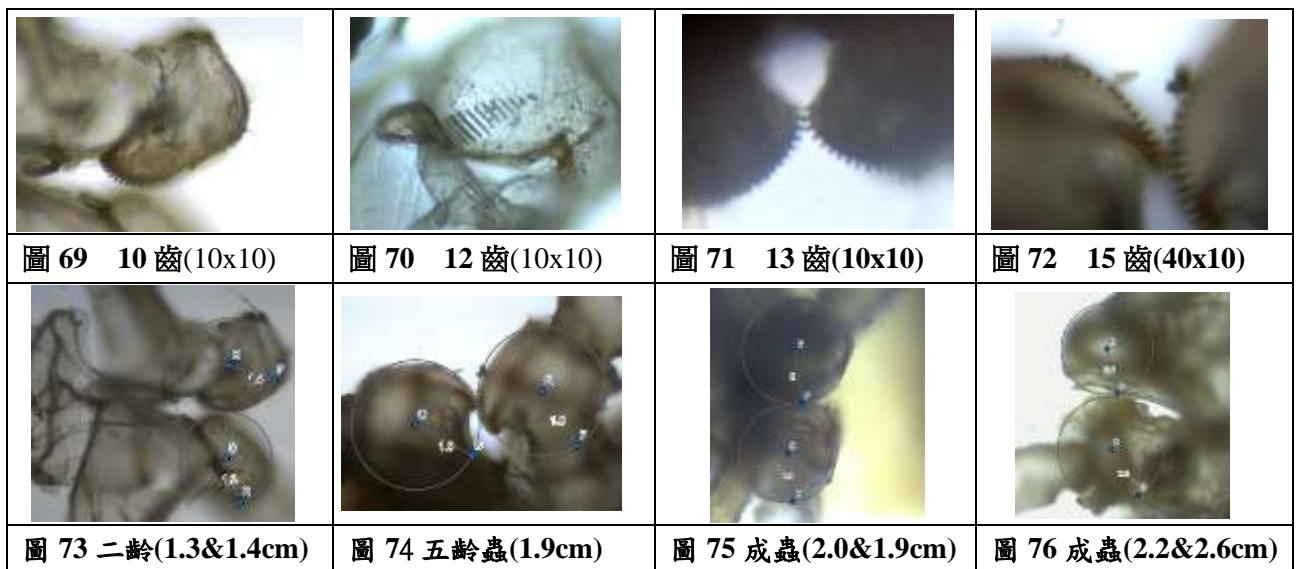 圖 69 10 齒(10x10)
圖 70 12 齒(10x10)
圖 71 13 齒(10x10)
圖 72 15 齒(40x10)
圖 73 二齡(1.3&1.4cm)
圖 74 五齡蟲(1.9cm)
圖 75 成蟲(2.0&1.9cm)
圖 76 成蟲(2.2&2.6cm)